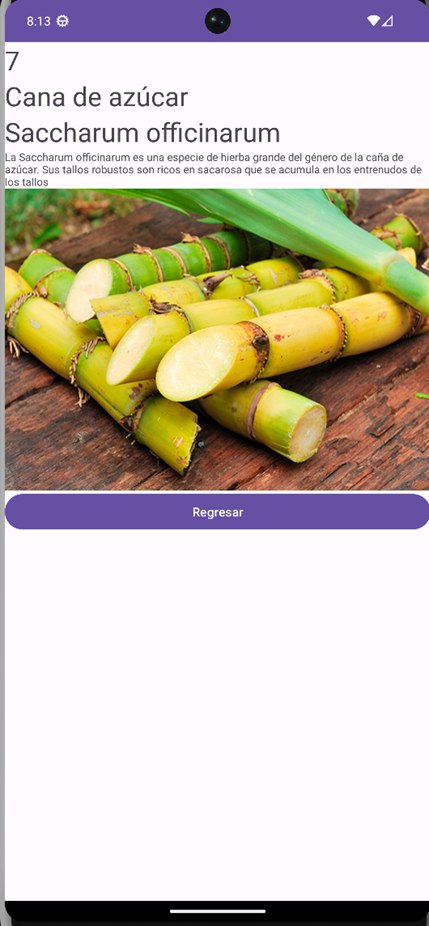 8:13
7
Cana de azúcar
Saccharum officinarum
La Saccharum officinarum es una especie de hierba grande del género de la caña de
azúcar. Sus tallos robustos son ricos en sacarosa que se acumula en los entrenudos de
los tallos
Regresar